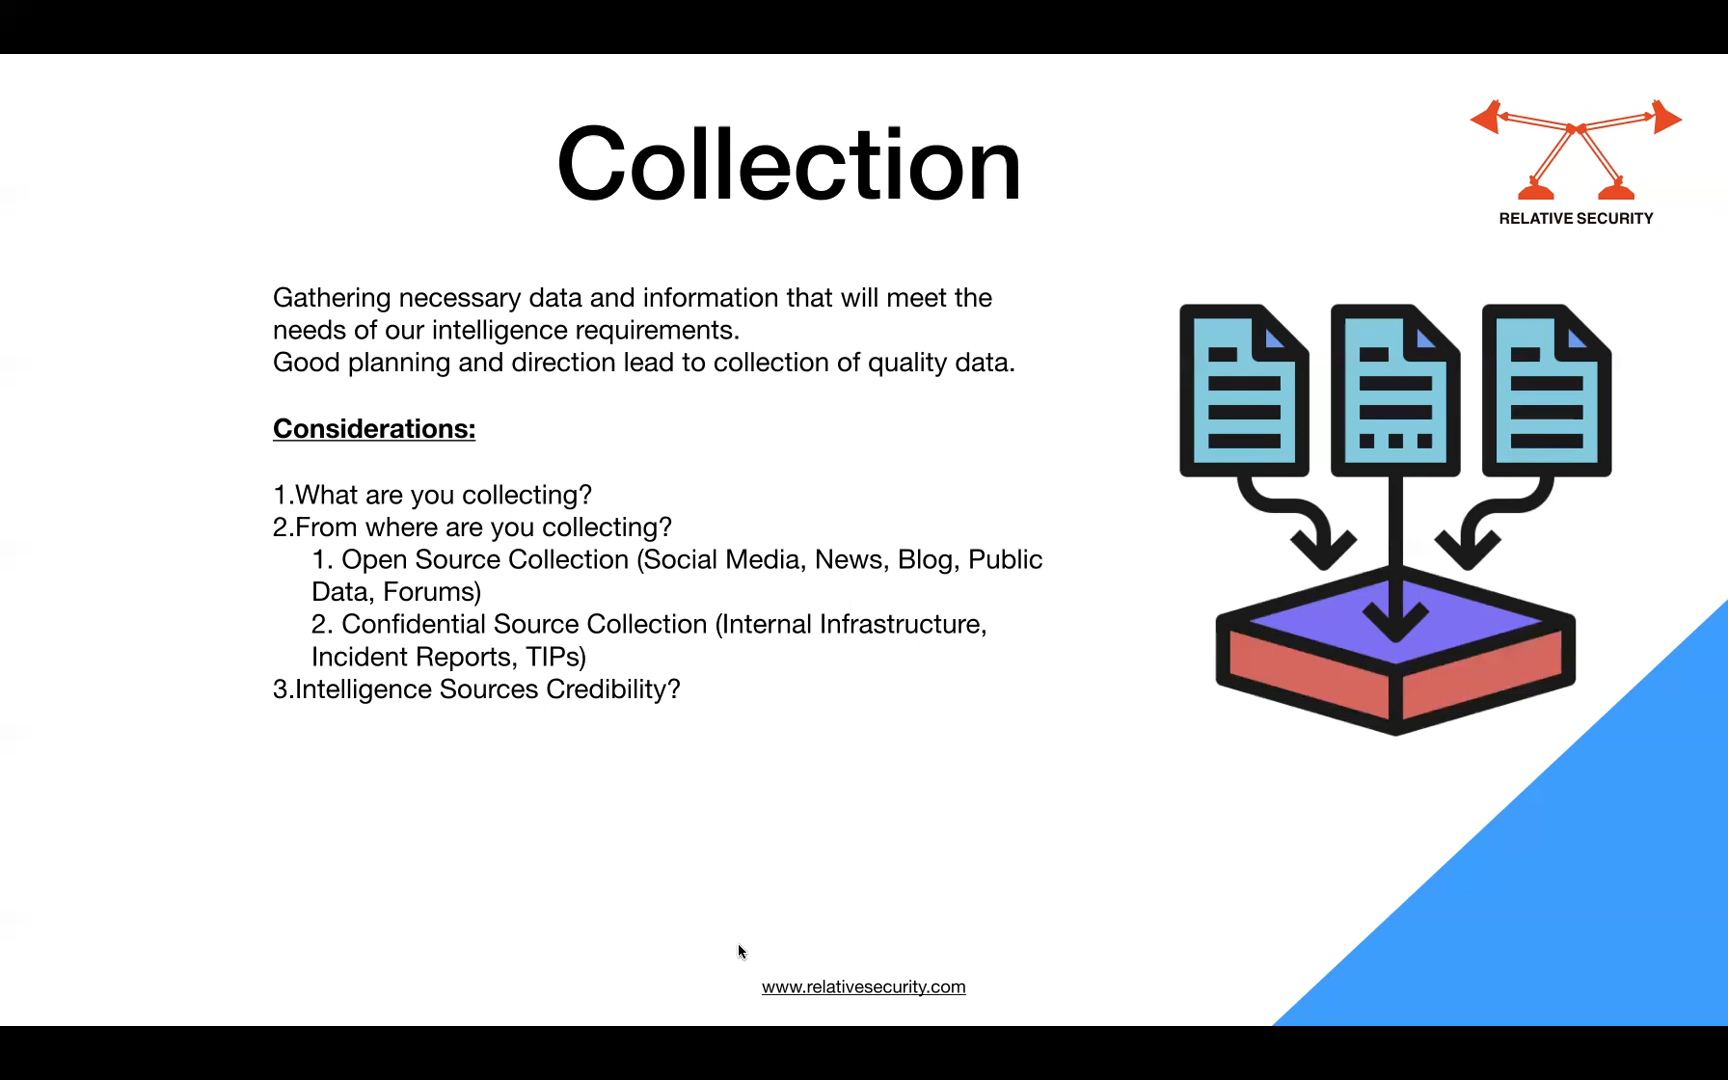 Collection
RELATIVE SECURITY
Gathering necessary data and information that will meet the
needs of our intelligence requirements.
Good planning and direction lead to collection of quality data.
Considerations:
1.What are you collecting?
2.From where are you collecting?
1. Open Source Collection (Social Media, News, Blog, Public
Data, Forums)
2. Confidential Source Collection (Internal Infrastructure,
Incident Reports, TIPs)
3.Intelligence Sources Credibility?
www.relativesecurity.com